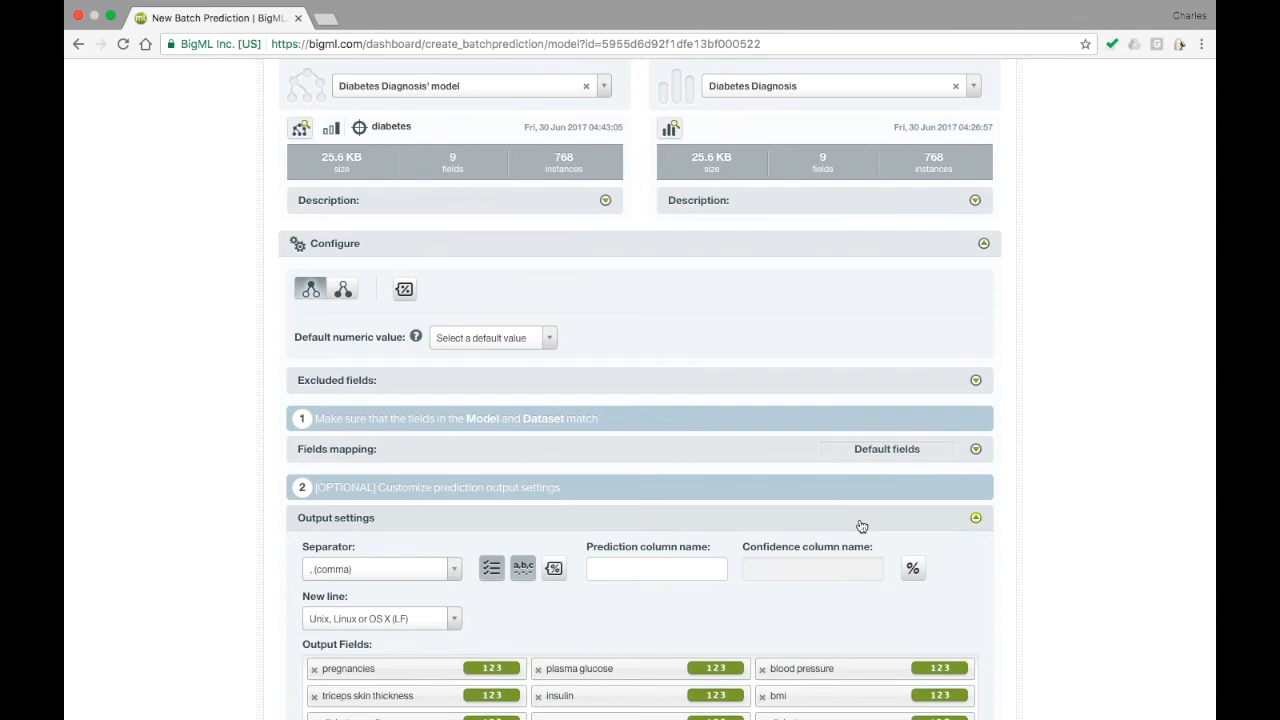 New Batch Prediction | BigML
Charles
BigML Inc. [US] https://bigml.com/dashboard/create_batchprediction/model?id=5955d6d92f1dfe13bf000522
Diabetes Diagnosis' model
Diabetes Diagnosis
diabetes
Fri, 30 Jun 2017 04:43:05
Fri, 30 Jun 2017 04:26:57
25.6 KB 9 768
size fields instances
25.6 KB 9 768
size fields instances
Description:
Description:
Configure
Default numeric value: ? Select a default value
Excluded fields:
1 Make sure that the fields in the Model and Dataset match
Fields mapping: Default fields
2 [OPTIONAL] Customize prediction output settings
Output settings
Separator: Prediction column name: Confidence column name:
, (comma) a,b,c % %
New line:
Unix, Linux or OS X (LF)
Output Fields:
pregnancies 123 plasma glucose 123 blood pressure 123
triceps skin thickness 123 insulin 123 bmi 123